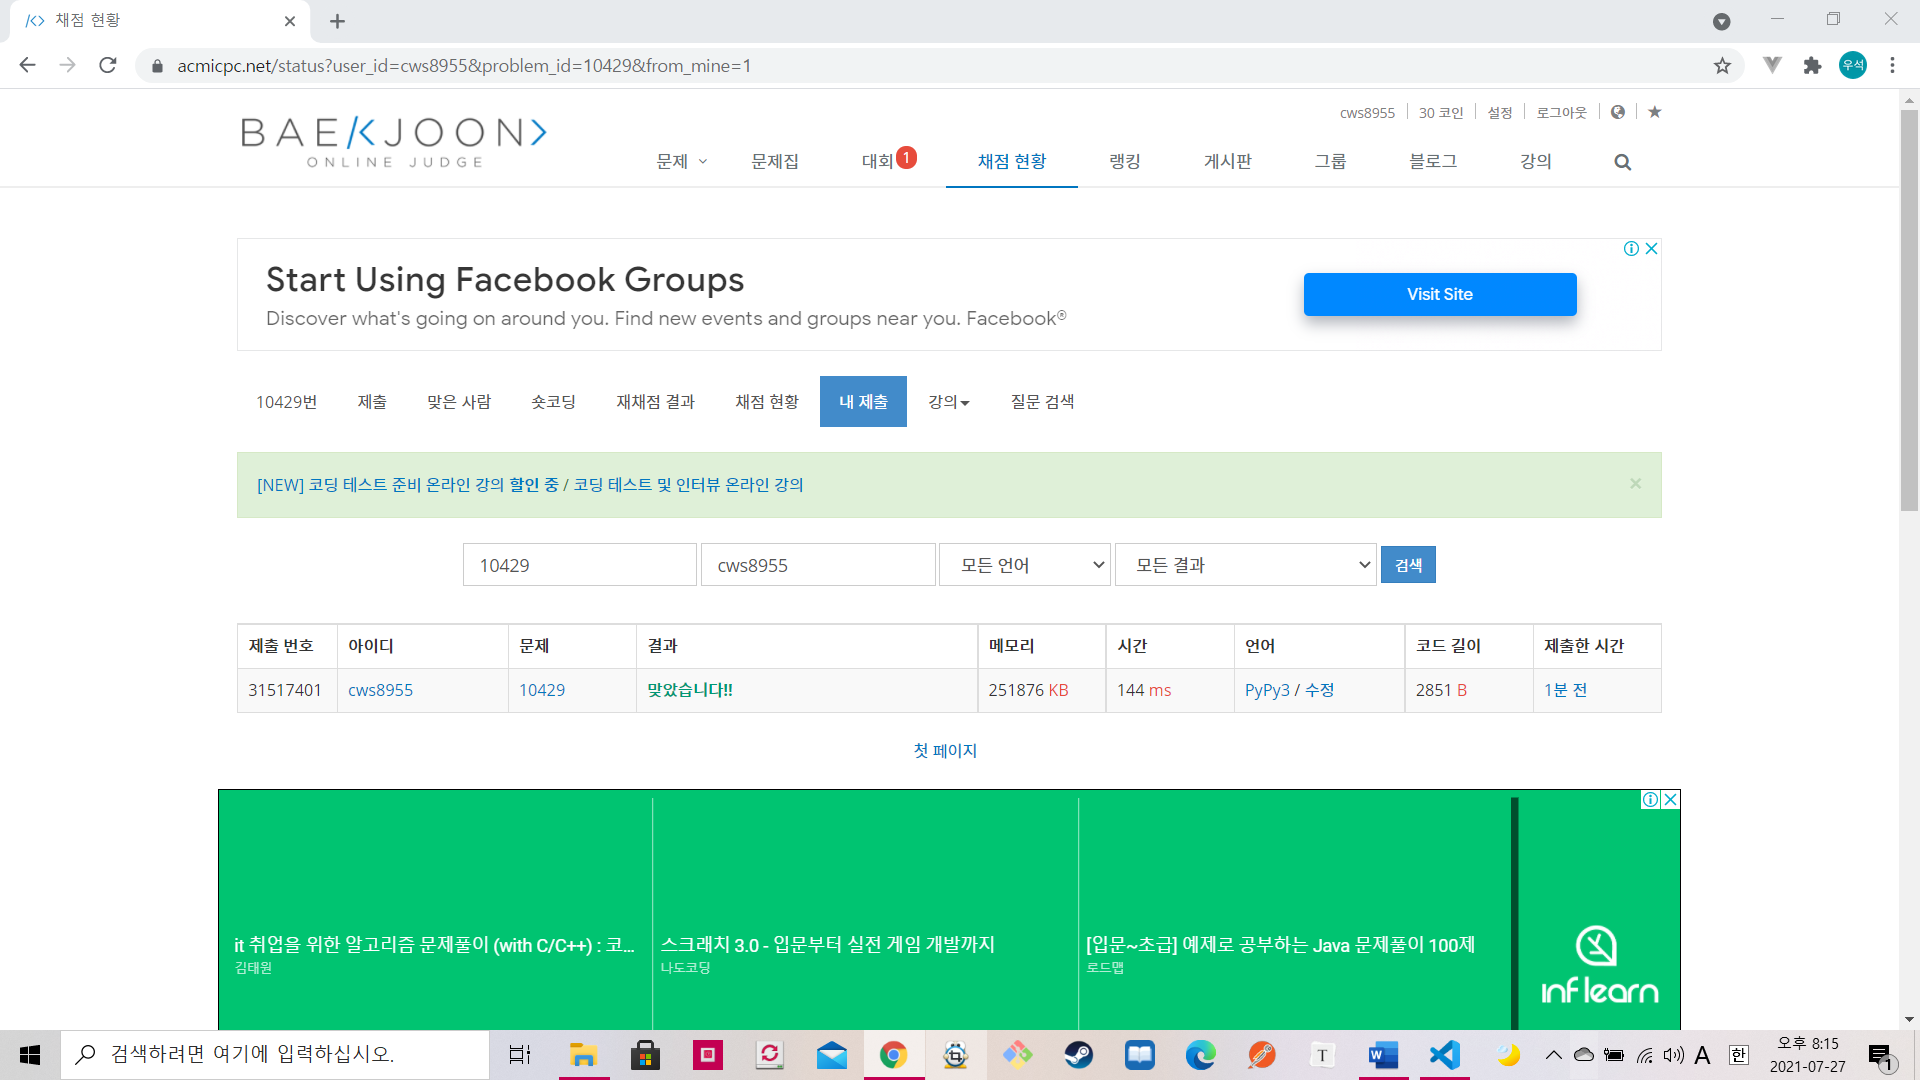 채점 현황
acmicpc.net/status?user_id=cws8955&problem_id=10429&from_mine=1
우석
cws8955 30 코인 설정 로그아웃
BAEKJOON>
ONLINE JUDGE
문제 문제집 대회 1 채점 현황 랭킹 게시판 그룹 블로그 강의
Start Using Facebook Groups
Discover what's going on around you. Find new events and groups near you. Facebook®
Visit Site
10429번 제출 맞은 사람 숏코딩 재채점 결과 채점 현황 내 제출 강의 질문 검색
[NEW] 코딩 테스트 준비 온라인 강의 할인 중 / 코딩 테스트 및 인터뷰 온라인 강의
×
10429 cws8955 모든 언어 모든 결과 검색
제출 번호 아이디 문제 결과 메모리 시간 언어 코드 길이 제출한 시간
31517401 cws8955 10429 맞았습니다!! 251876 KB 144 ms PyPy3 / 수정 2851 B 1분 전
첫 페이지
it 취업을 위한 알고리즘 문제풀이 (with C/C++) : 코...
김태원
스크래치 3.0 - 입문부터 실전 게임 개발까지
나도코딩
[입문~초급] 예제로 공부하는 Java 문제풀이 100제
로드맵
inflearn
검색하려면 여기에 입력하십시오.
T
W
A 한
오후 8:15
2021-07-27
1